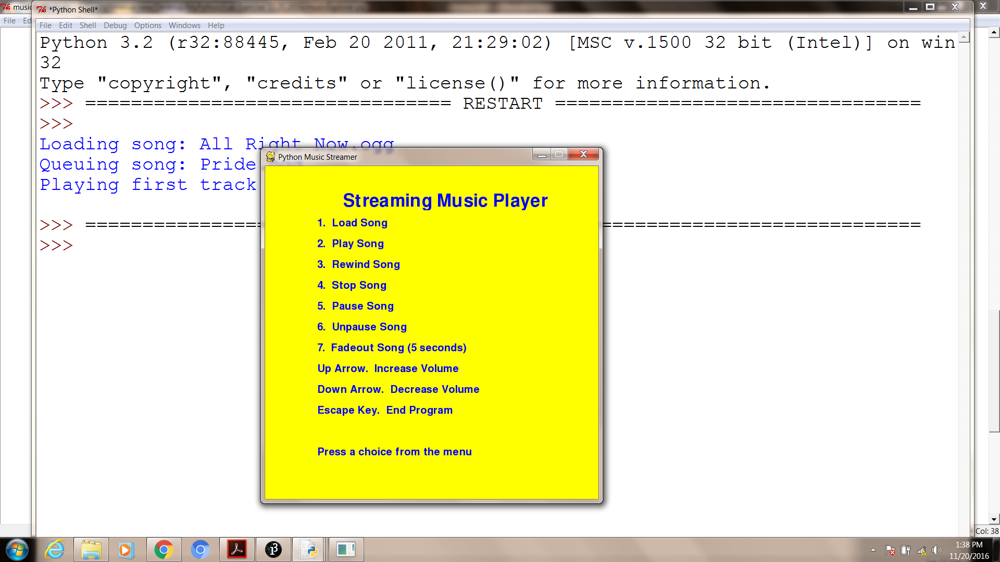 music
*Python Shell*
File Ed
File Edit Shell Debug Options Windows Help
Python 3.2 (r32:88445, Feb 20 2011, 21:29:02) [MSC v.1500 32 bit (Intel)] on win
32
Type "copyright", "credits" or "license()" for more information.
>>> ================================ RESTART ================================
>>>
Loading song: All Right Now.ogg
Queuing song: Pride
Playing first track
>>> ================================
>>>
Python Music Streamer
Streaming Music Player
1. Load Song
2. Play Song
3. Rewind Song
4. Stop Song
5. Pause Song
6. Unpause Song
7. Fadeout Song (5 seconds)
Up Arrow. Increase Volume
Down Arrow. Decrease Volume
Escape Key. End Program
Press a choice from the menu
Col: 38
1:38 PM
11/20/2016